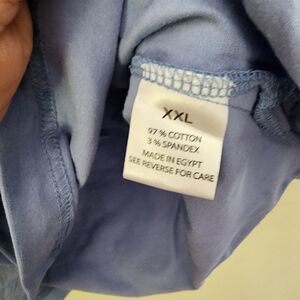 XXL
97 % COTTON
3 % SPANDEX
MADE IN EGYPT
SEE REVERSE FOR CARE